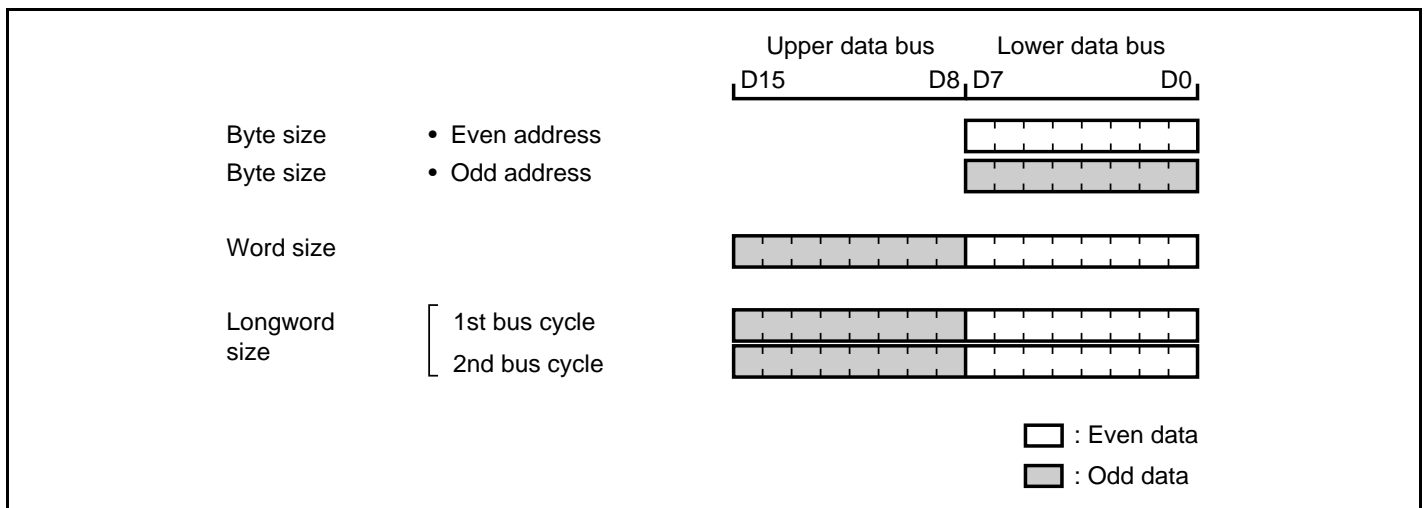 Upper data bus Lower data bus
D15 D8 D7 D0
Byte size • Even address
Byte size • Odd address
Word size
Longword size
1st bus cycle
2nd bus cycle
: Even data
: Odd data